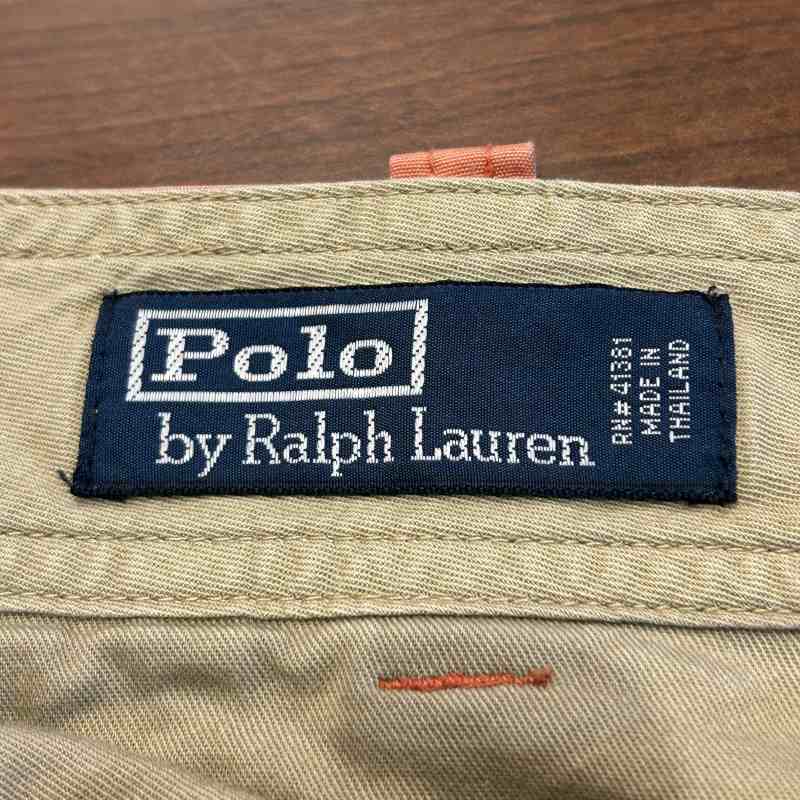 Polo
by Ralph Lauren
RN# 41381
MADE IN
THAILAND